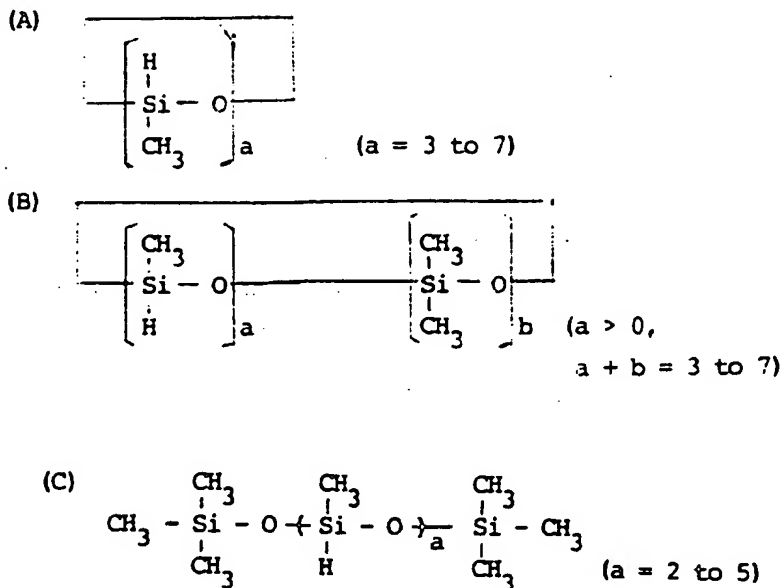 (A)
H
Si - O
CH3 a (a = 3 to 7)
(B)
CH3 CH3
Si - O Si - O
H a CH3 b (a > 0,
a + b = 3 to 7)
(C) CH3 CH3 CH3
CH3 - Si - O ( Si - O ) a Si - CH3
CH3 H CH3 (a = 2 to 5)